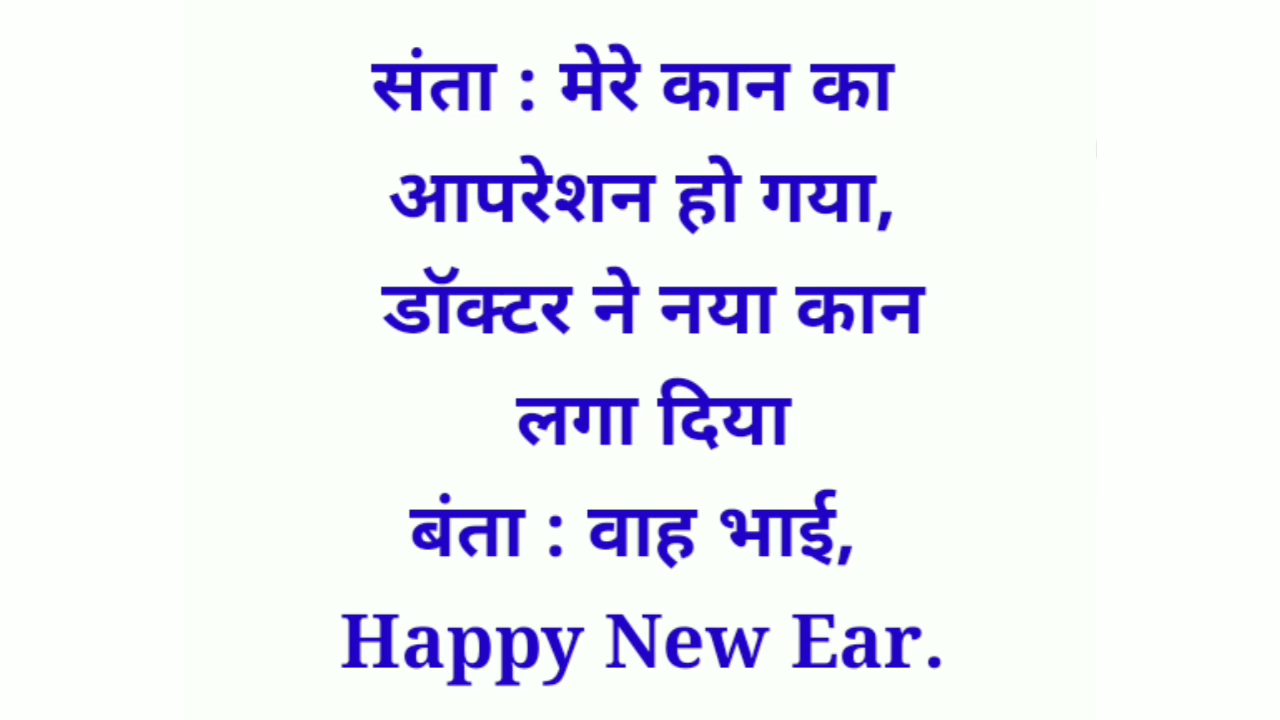 संता : मेरे कान का
आपरेशन हो गया,
डॉक्टर ने नया कान
लगा दिया
बंता : वाह भाई,
Happy New Ear.